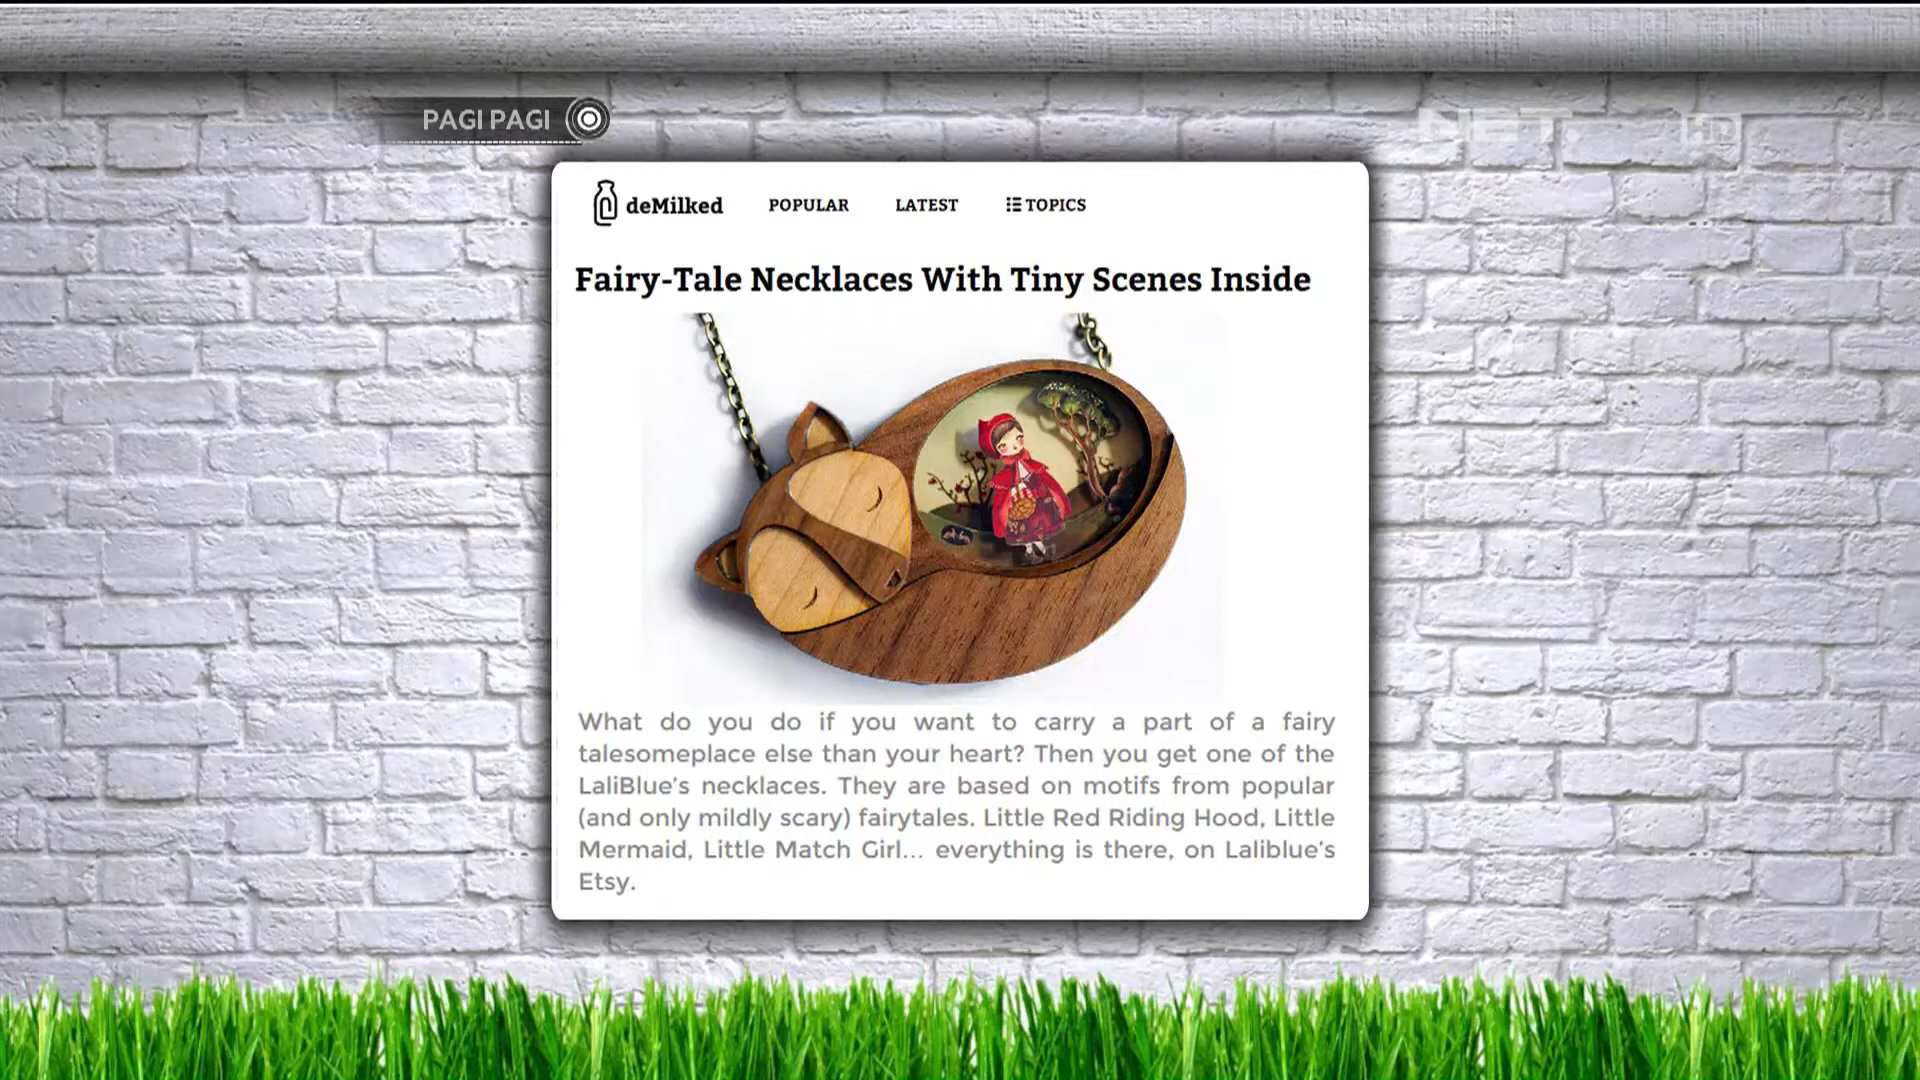 PAGI PAGI
NET. HD
deMilked POPULAR LATEST TOPICS
Fairy-Tale Necklaces With Tiny Scenes Inside
What do you do if you want to carry a part of a fairy
talesomeplace else than your heart? Then you get one of the
LaliBlue's necklaces. They are based on motifs from popular
(and only mildly scary) fairytales. Little Red Riding Hood, Little
Mermaid, Little Match Girl... everything is there, on Laliblue's
Etsy.